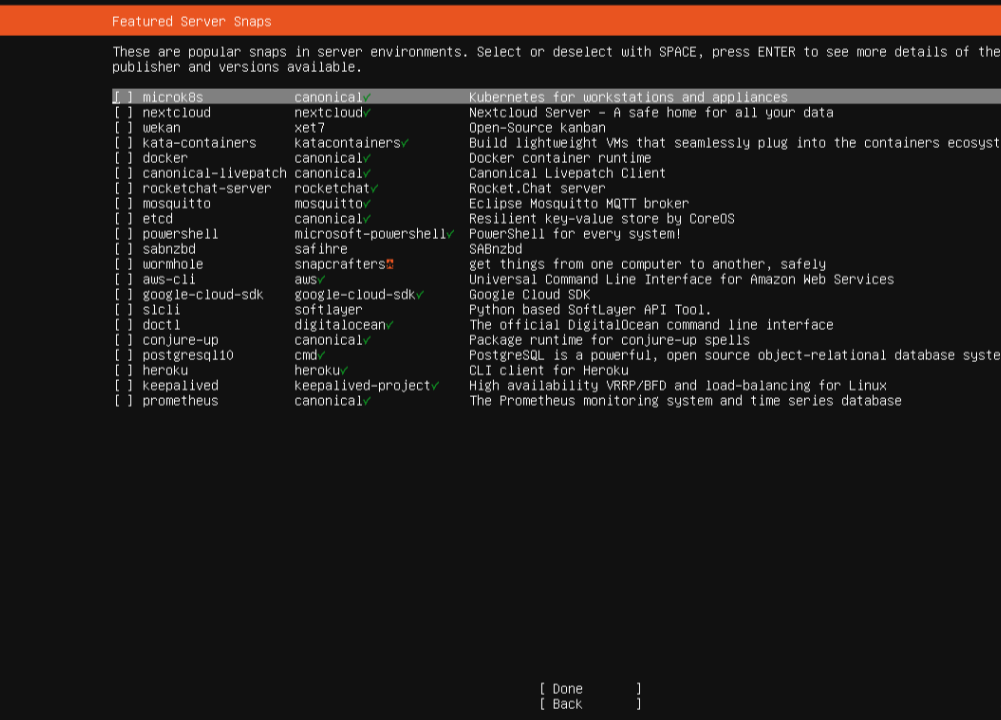 Featured Server Snaps
These are popular snaps in server environments. Select or deselect with SPACE, press ENTER to see more details of the
publisher and versions available.
[ ] microk8s canonical✓ Kubernetes for workstations and appliances
[ ] nextcloud nextcloud✓ Nextcloud Server - A safe home for all your data
[ ] wekan xet7 Open-Source kanban
[ ] kata-containers katacontainers✓ Build lightweight VMs that seamlessly plug into the containers ecosyst
[ ] docker canonical✓ Docker container runtime
[ ] canonical-livepatch canonical✓ Canonical Livepatch Client
[ ] rocketchat-server rocketchat✓ Rocket.Chat server
[ ] mosquitto mosquitto✓ Eclipse Mosquitto MQTT broker
[ ] etcd canonical✓ Resilient key-value store by CoreOS
[ ] powershell microsoft-powershell✓ PowerShell for every system!
[ ] sabnzbd safihre SABnzbd
[ ] wormhole snapcrafters get things from one computer to another, safely
[ ] aws-cli aws✓ Universal Command Line Interface for Amazon Web Services
[ ] google-cloud-sdk google-cloud-sdk✓ Google Cloud SDK
[ ] slcli softlayer Python based SoftLayer API Tool.
[ ] doctl digitalocean✓ The official DigitalOcean command line interface
[ ] conjure-up canonical✓ Package runtime for conjure-up spells
[ ] postgresql10 cmd✓ PostgreSQL is a powerful, open source object-relational database syste
[ ] heroku heroku✓ CLI client for Heroku
[ ] keepalived keepalived-project✓ High availability VRRP/BFD and load-balancing for Linux
[ ] prometheus canonical✓ The Prometheus monitoring system and time series database
[ Done ]
[ Back ]